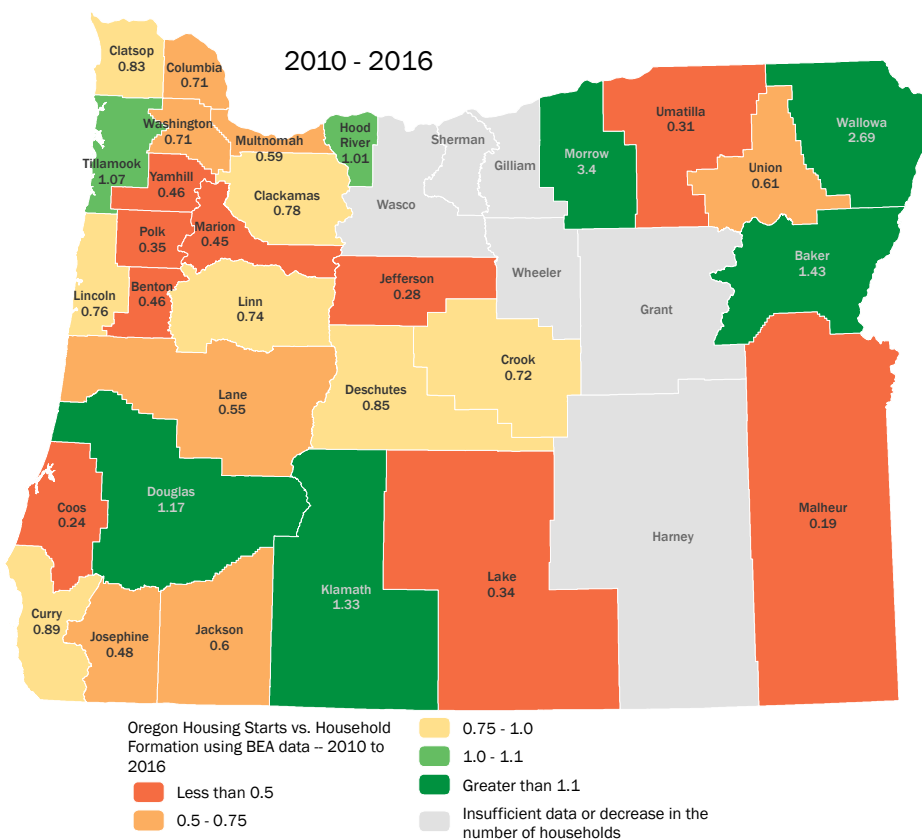 2010 - 2016
Clatsop
0.83
Columbia
0.71
Washington
0.71
Multnomah
0.59
Hood
River
1.01
Sherman
Gilliam
Morrow
3.4
Umatilla
0.31
Wallowa
2.69
Union
0.61
Tillamook
1.07
Yamhill
0.46
Clackamas
0.78
Wasco
Polk
0.35
Marion
0.45
Baker
1.43
Lincoln
0.76
Benton
0.46
Linn
0.74
Jefferson
0.28
Wheeler
Grant
Lane
0.55
Deschutes
0.85
Crook
0.72
Douglas
1.17
Coos
0.24
Harney
Malheur
0.19
Klamath
1.33
Lake
0.34
Curry
0.89
Josephine
0.48
Jackson
0.6
Oregon Housing Starts vs. Household
Formation using BEA data -- 2010 to
2016
Less than 0.5
0.5 - 0.75
0.75 - 1.0
1.0 - 1.1
Greater than 1.1
Insufficient data or decrease in the
number of households